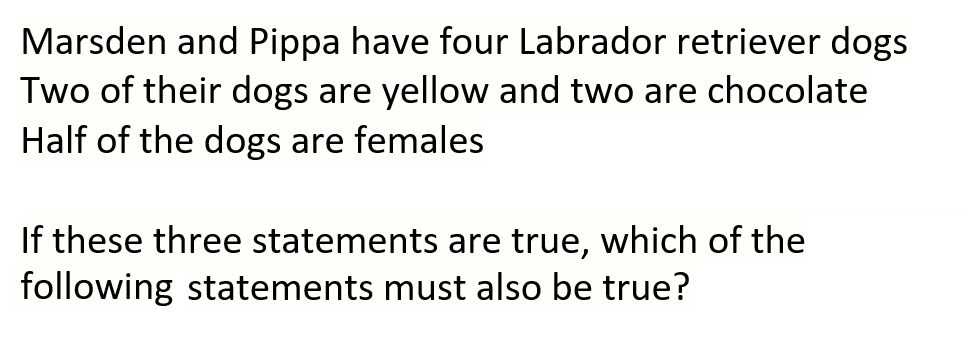 Marsden and Pippa have four Labrador retriever dogs
Two of their dogs are yellow and two are chocolate
Half of the dogs are females
If these three statements are true, which of the
following statements must also be true?